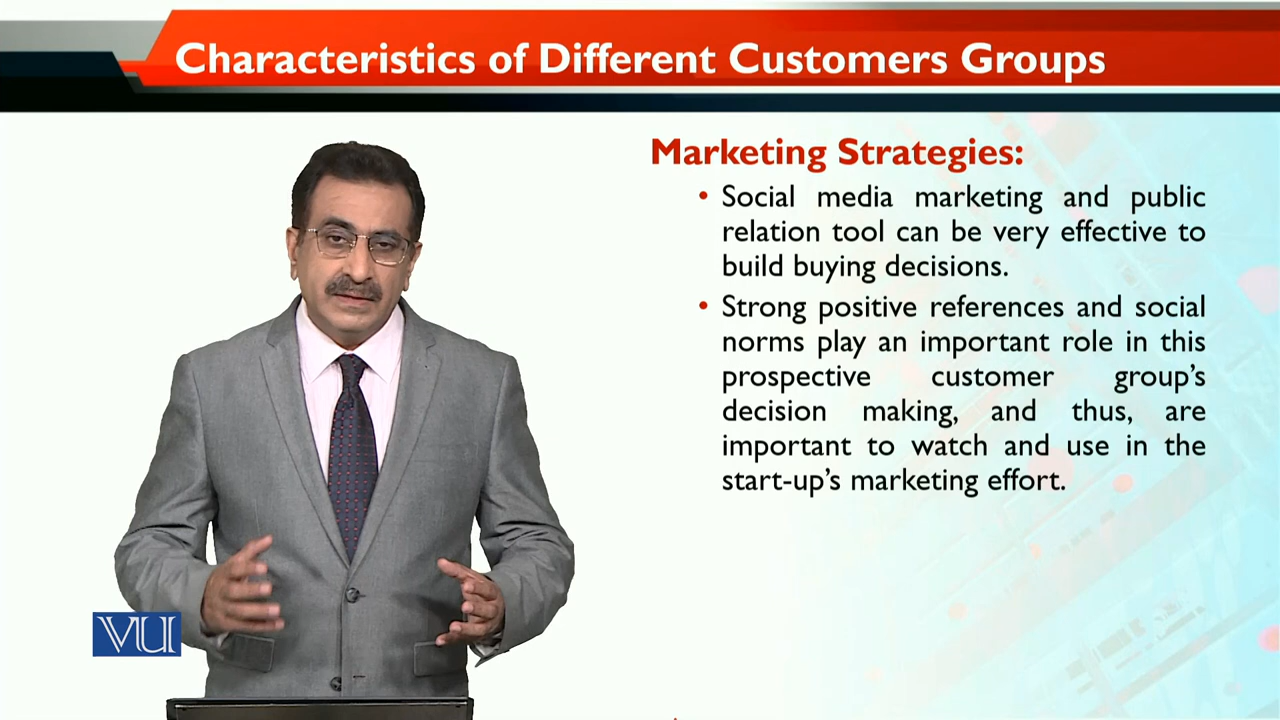 Characteristics of Different Customers Groups
Marketing Strategies:
• Social media marketing and public
relation tool can be very effective to
build buying decisions.
• Strong positive references and social
norms play an important role in this
prospective customer group’s
decision making, and thus, are
important to watch and use in the
start-up’s marketing effort.
VU